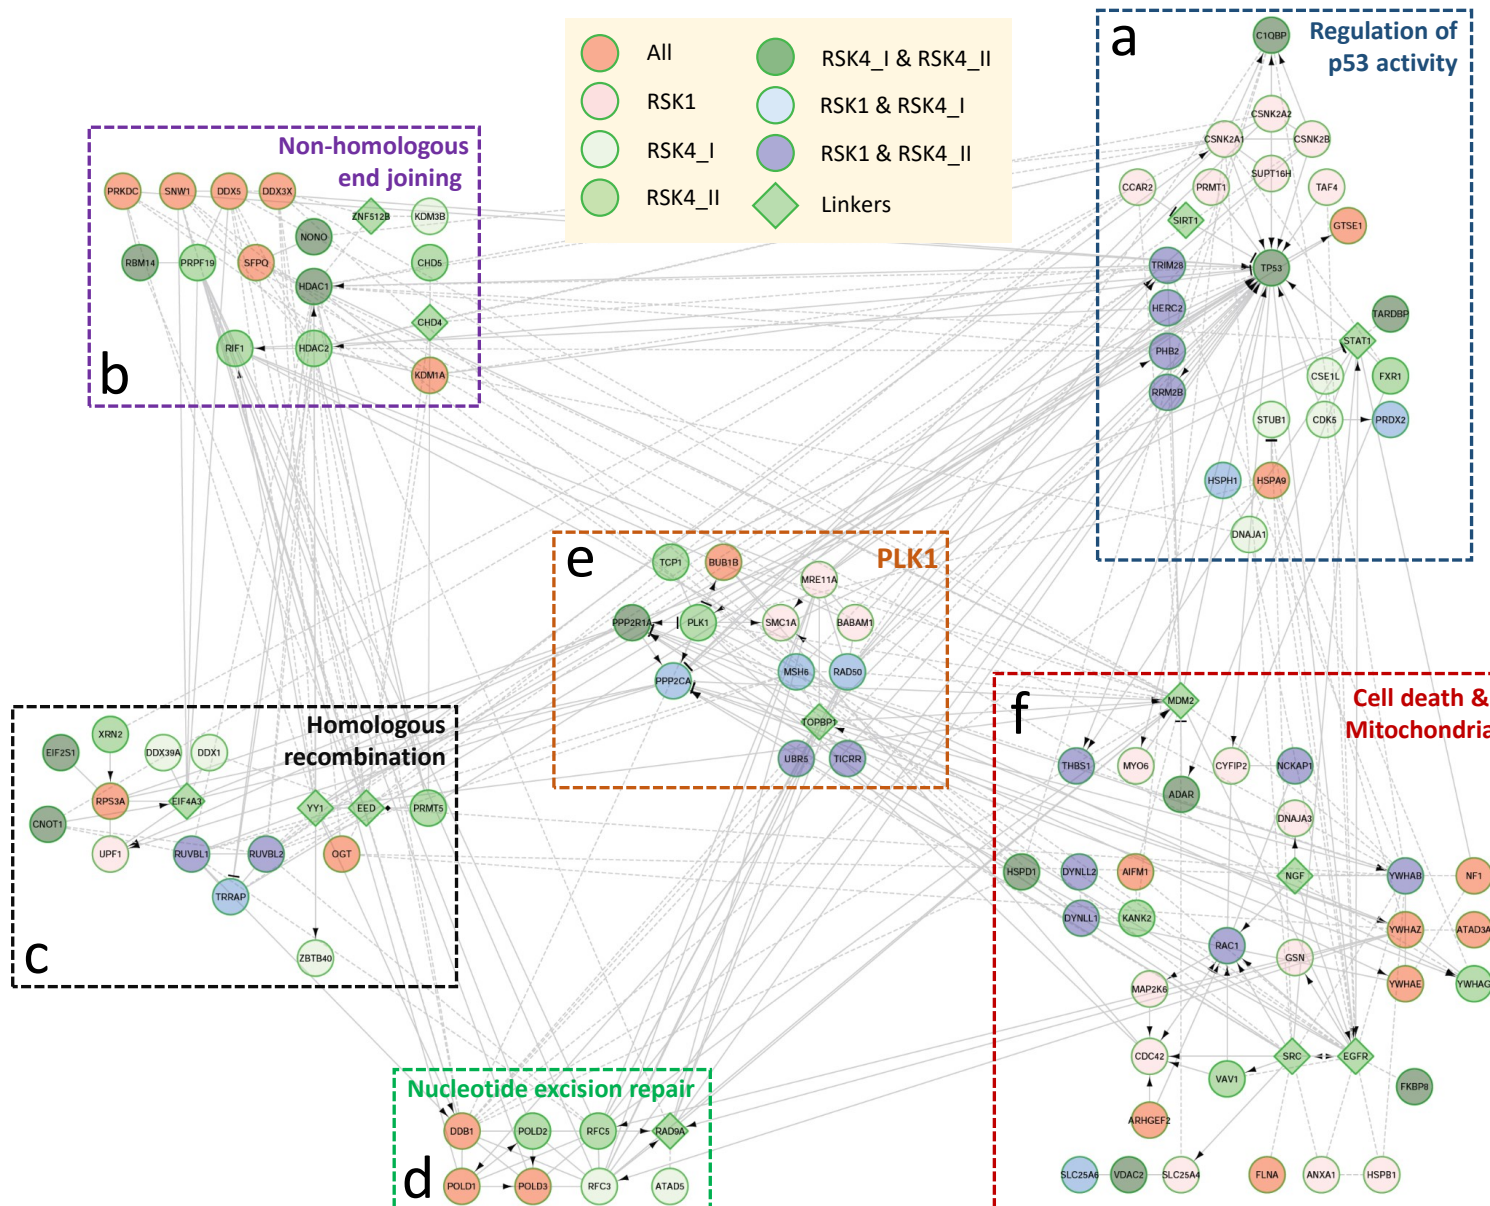 All
RSK1
RSK4_I
RSK4_II
RSK4_I & RSK4_II
RSK1 & RSK4_I
RSK1 & RSK4_II
Linkers
a
Regulation of
p53 activity
C1QBP
CSNK2A2
CSNK2A1
CSNK2B
SUPT16H
CCAR2
PRMT1
TAF4
SIRT1
GTSE1
TRIM28
TP53
HERC2
TARDBP
PHB2
STAT1
RRM2B
CSE1L
FXR1
STUB1
CDK5
PRDX2
HSPH1
HSPA9
DNAJA1
Non-homologous
end joining
PRKDC
SNW1
DDX5
DDX3X
ZNF512B
KDM3B
NONO
RBM14
PRPF19
SFPQ
CHD5
HDAC1
CHD4
RIF1
HDAC2
KDM1A
b
e
PLK1
TCP1
BUB1B
MRE11A
PPP2R1A
PLK1
SMC1A
BABAM1
PPP2CA
MSH6
RAD50
TOPBP1
UBR5
TICRR
Homologous
recombination
XRN2
EIF2S1
DDX39A
DDX1
RPS3A
EIF4A3
YY1
EED
PRMT5
CNOT1
UPF1
RUVBL1
RUVBL2
OGT
TRRAP
ZBTB40
c
f
Cell death &
Mitochondria
MDM2
THBS1
MYO6
CYFIP2
NCKAP1
ADAR
DNAJA3
HSPD1
DYNLL2
AIFM1
NGF
YWHAB
NF1
DYNLL1
KANK2
RAC1
GSN
YWHAZ
ATAD3A
MAP2K6
YWHAE
YWHAG
CDC42
SRC
EGFR
VAV1
FKBP8
ARHGEF2
SLC25A6
VDAC2
SLC25A4
FLNA
ANXA1
HSPB1
Nucleotide excision repair
DDB1
POLD2
RFC5
RAD9A
POLD1
POLD3
RFC3
ATAD5
d